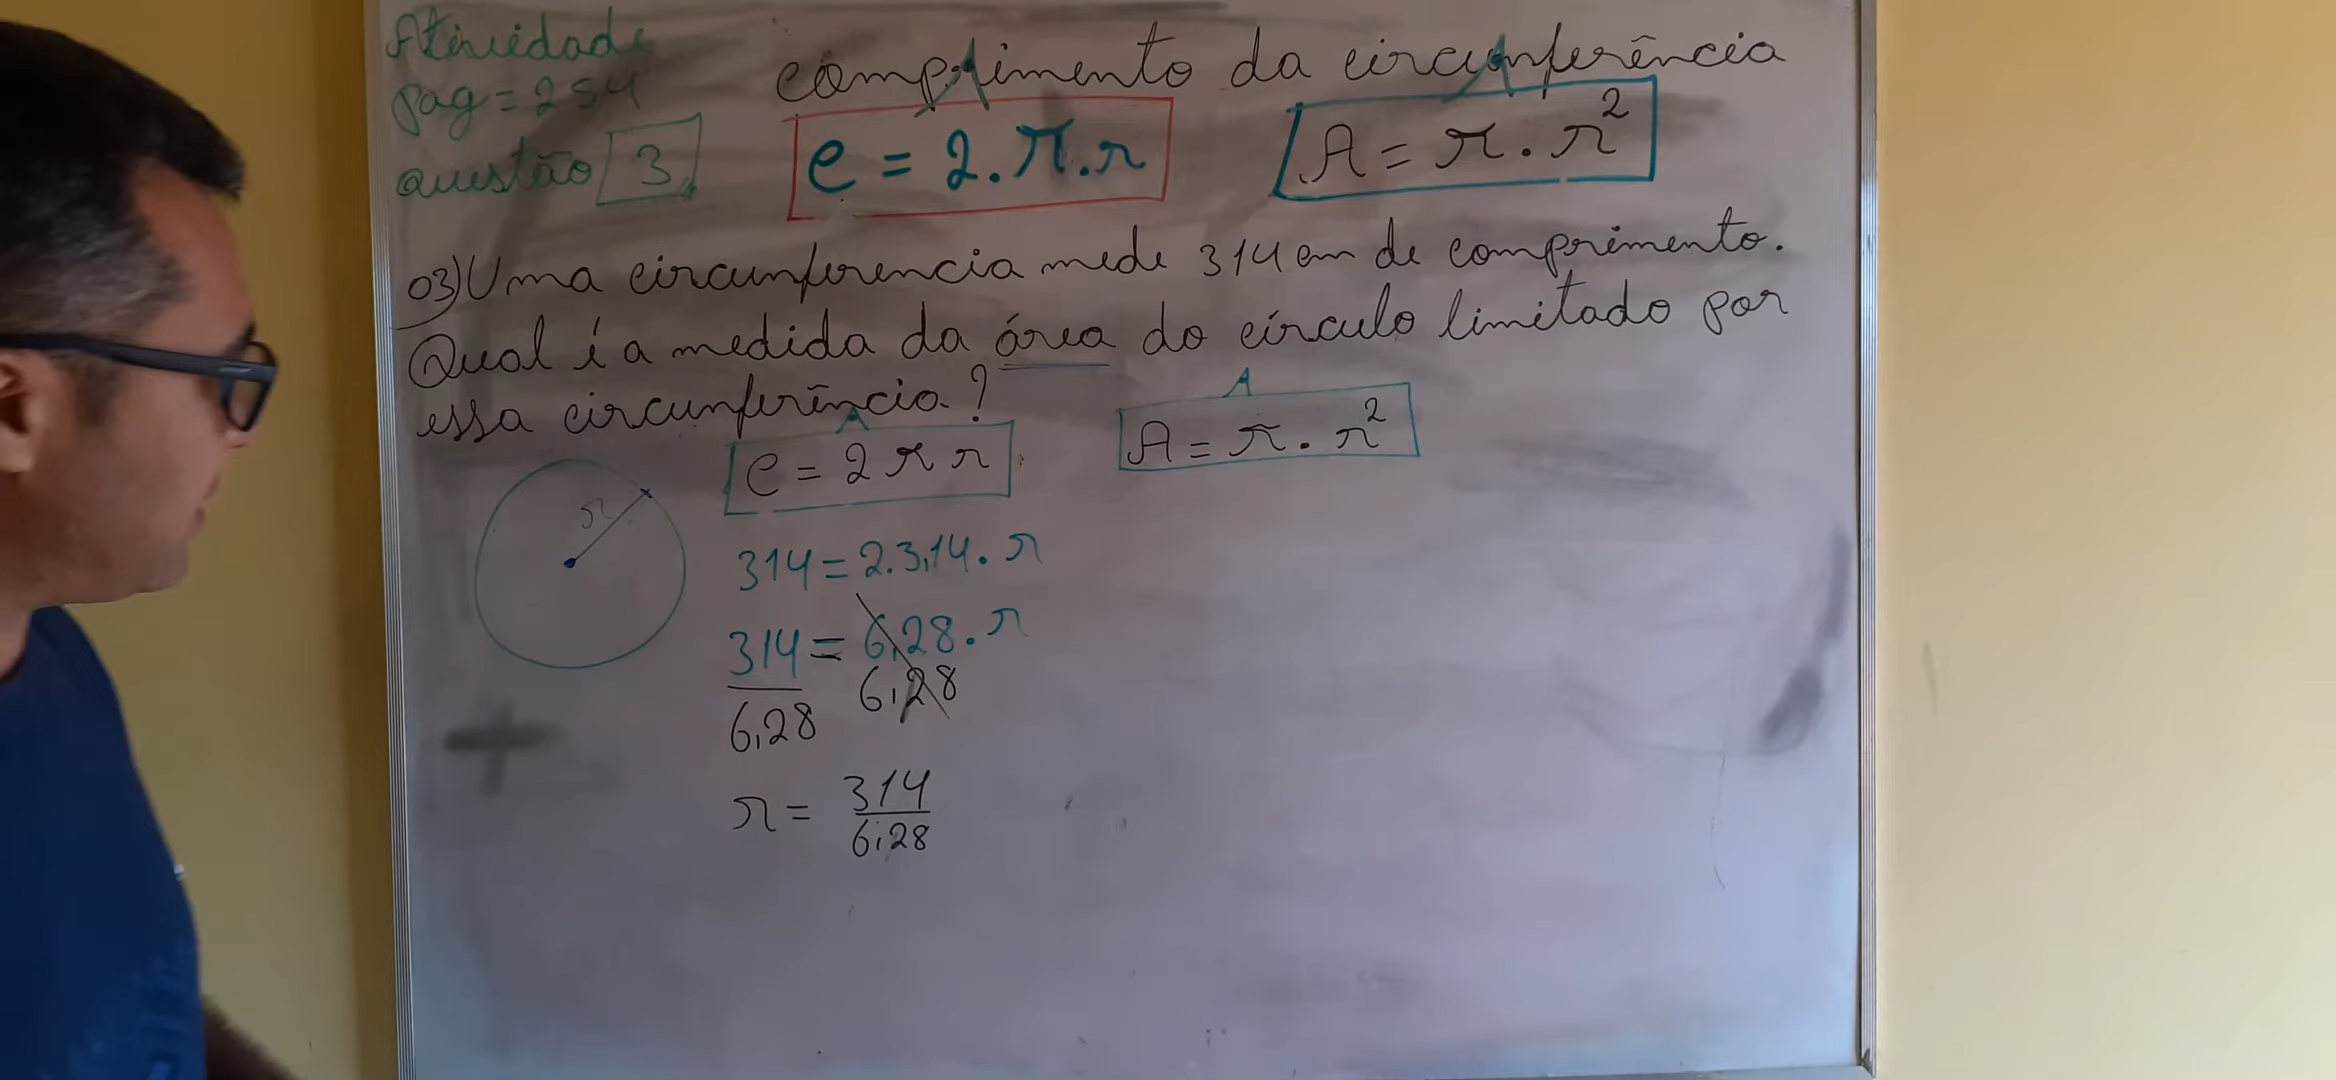 Atividade
pag = 254
questão 3
comprimento da circunferência
C = 2.π.r
A = π.r²
03) Uma circunferencia mede 314 cm de comprimento.
Qual é a medida da área do círculo limitado por
essa circunferência?
r
C = 2πr
A = π.r²
314 = 2.3,14.r
314 = 6,28.r
6,28 6,28
r = 314
6,28